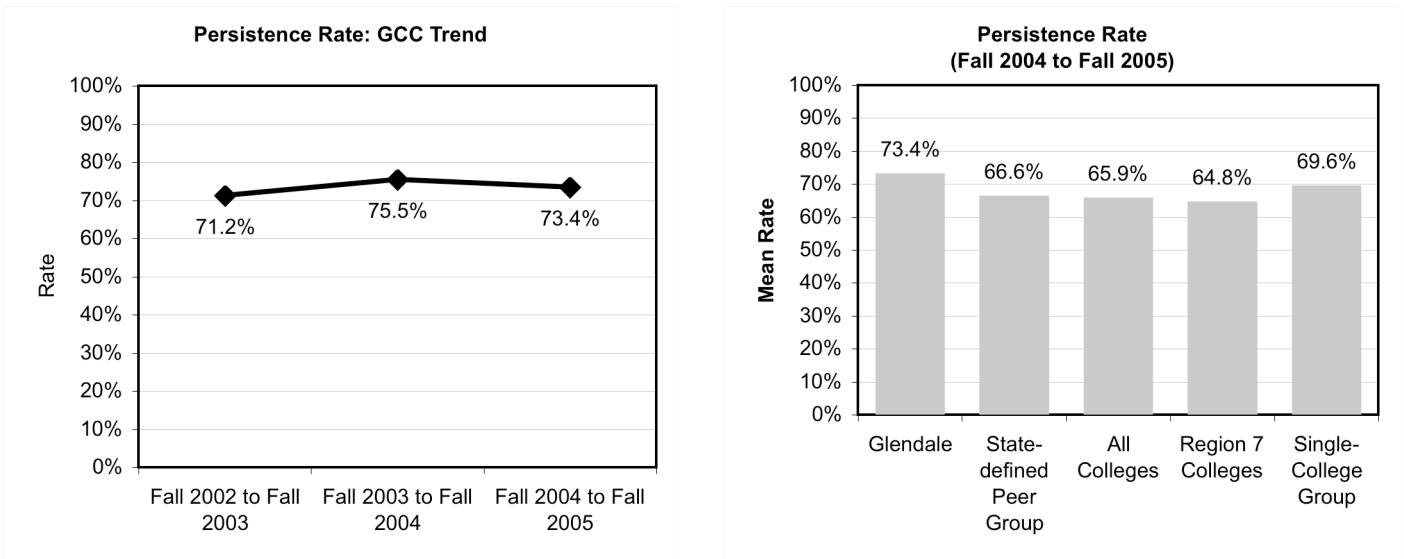 Persistence Rate: GCC Trend
100%
90%
80%
70%
60%
50%
40%
30%
20%
10%
0%
Rate
71.2%
75.5%
73.4%
Fall 2002 to Fall
2003
Fall 2003 to Fall
2004
Fall 2004 to Fall
2005
Persistence Rate
(Fall 2004 to Fall 2005)
100%
90%
80%
70%
60%
50%
40%
30%
20%
10%
0%
Mean Rate
73.4%
66.6%
65.9%
64.8%
69.6%
Glendale
State-
defined
Peer
Group
All
Colleges
Region 7
Colleges
Single-
College
Group